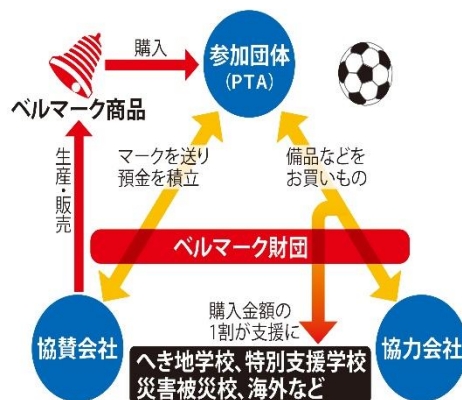 購入
参加団体
(PTA)
ベルマーク商品
マークを送り
預金を積立
備品などを
お買いもの
生産・販売
ベルマーク財団
購入金額の
1割が支援に
協賛会社
へき地学校、特別支援学校
災害被災校、海外など
協力会社